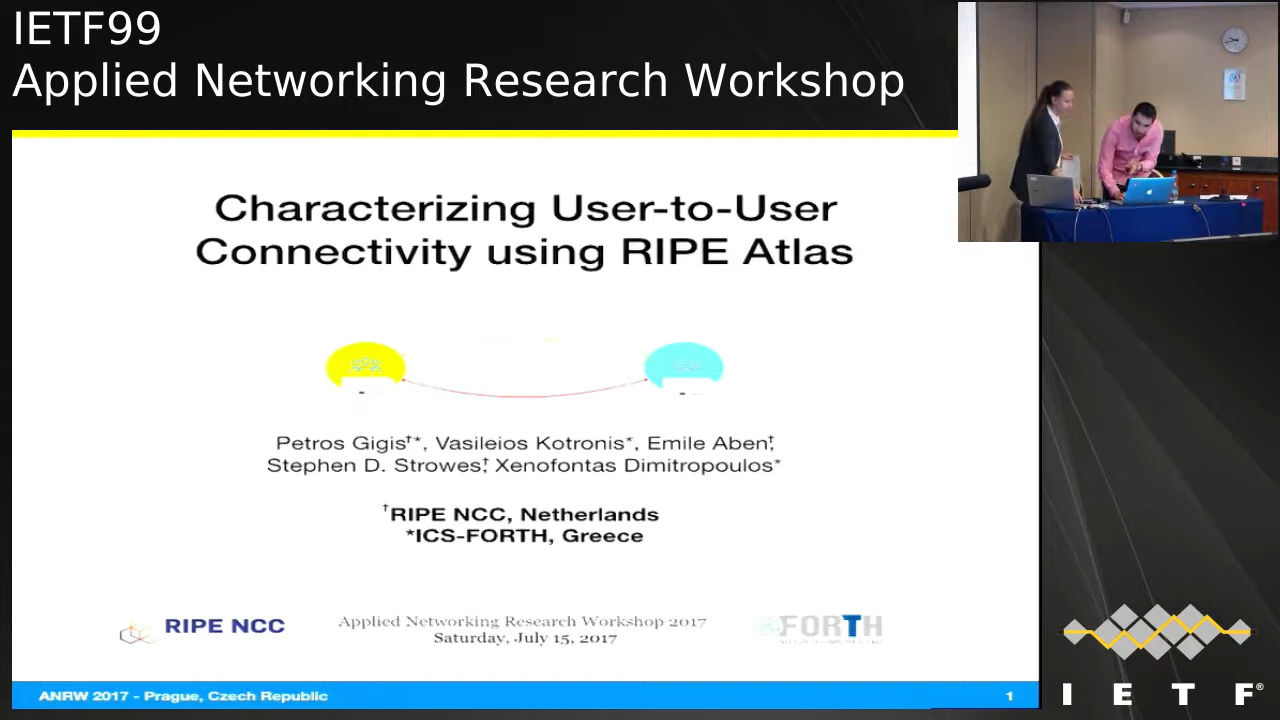 IETF99
Applied Networking Research Workshop
Characterizing User-to-User
Connectivity using RIPE Atlas
Petros Gigis†*, Vasileios Kotronis*, Emile Aben†,
Stephen D. Strowes†, Xenofontas Dimitropoulos*
†RIPE NCC, Netherlands
*ICS-FORTH, Greece
RIPE NCC
Applied Networking Research Workshop 2017
Saturday, July 15, 2017
FORTH
ANRW 2017 - Prague, Czech Republic
1
I E T F®